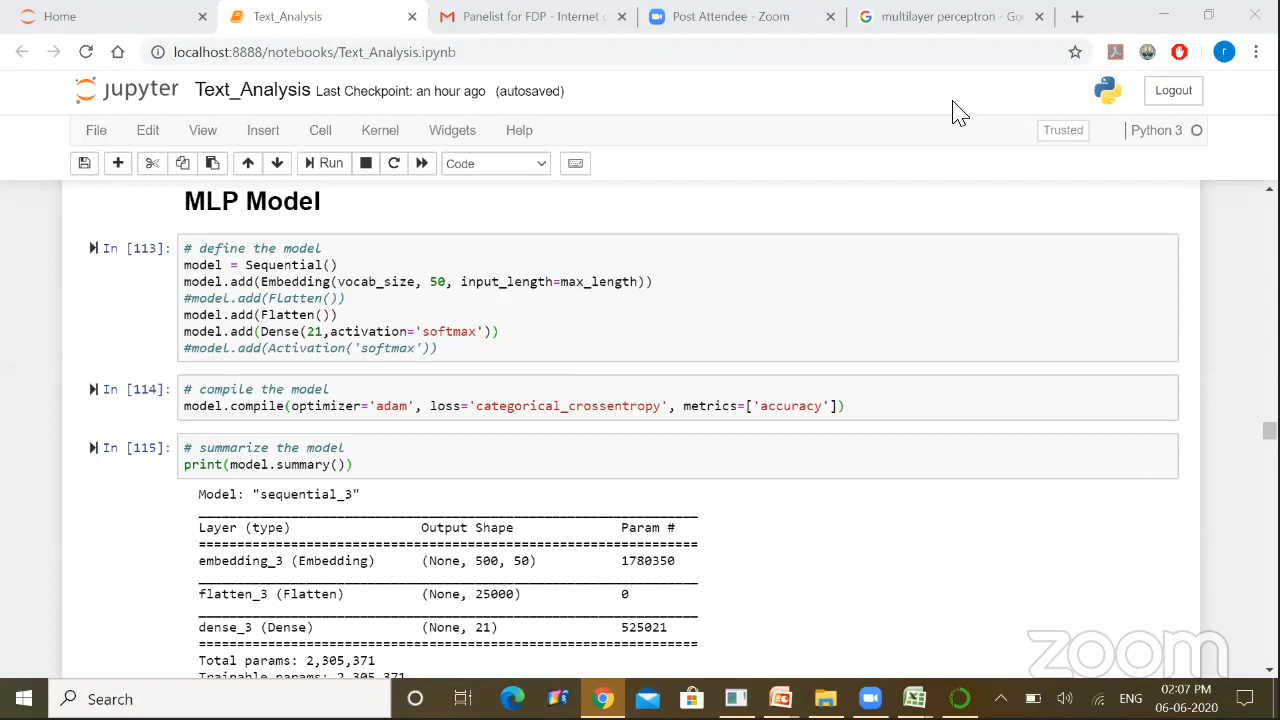 Home
Text_Analysis
Panelist for FDP - Internet
Post Attendee - Zoom
multilayer perceptron - Goo
localhost:8888/notebooks/Text_Analysis.ipynb
r
jupyter Text_Analysis Last Checkpoint: an hour ago (autosaved)
Logout
File Edit View Insert Cell Kernel Widgets Help
Trusted
Python 3
Run
Code
MLP Model
In [113]:
# define the model
model = Sequential()
model.add(Embedding(vocab_size, 50, input_length=max_length))
#model.add(Flatten())
model.add(Flatten())
model.add(Dense(21,activation='softmax'))
#model.add(Activation('softmax'))
In [114]:
# compile the model
model.compile(optimizer='adam', loss='categorical_crossentropy', metrics=['accuracy'])
In [115]:
# summarize the model
print(model.summary())
Model: "sequential_3"
Layer (type) Output Shape Param #
embedding_3 (Embedding) (None, 500, 50) 1780350
flatten_3 (Flatten) (None, 25000) 0
dense_3 (Dense) (None, 21) 525021
Total params: 2,305,371
Trainable params: 2,305,371
zoom
Search
ENG
02:07 PM
06-06-2020